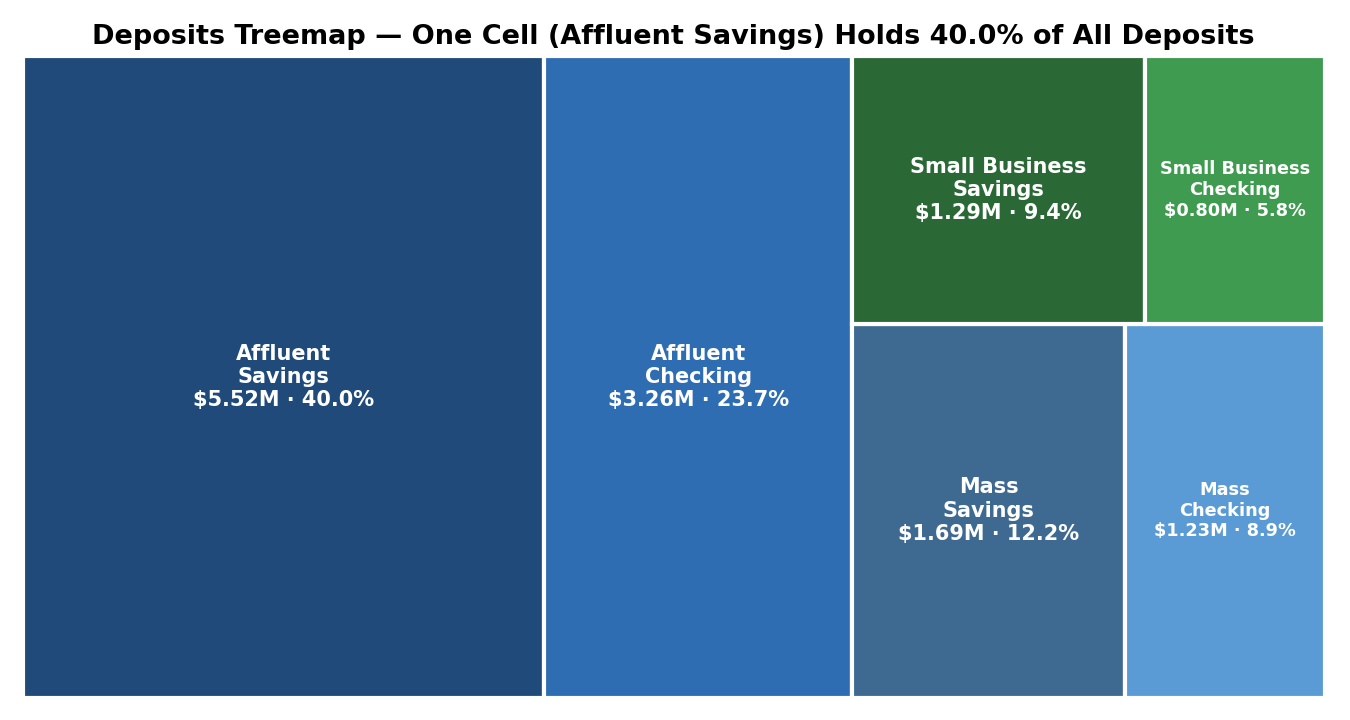 Deposits Treemap — One Cell (Affluent Savings) Holds 40.0% of All Deposits
Affluent
Savings
$5.52M · 40.0%
Affluent
Checking
$3.26M · 23.7%
Small Business
Savings
$1.29M · 9.4%
Small Business
Checking
$0.80M · 5.8%
Mass
Savings
$1.69M · 12.2%
Mass
Checking
$1.23M · 8.9%